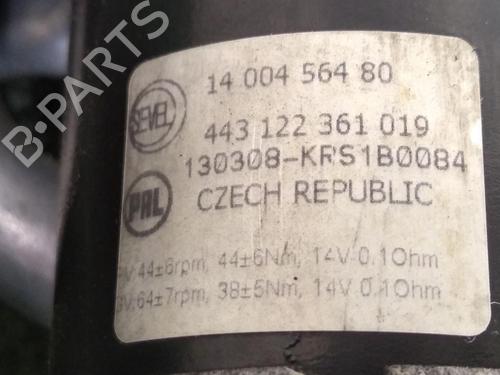 B-PARTS
SEVEL
14 004 564 80
443 122 361 019
130308-KRS1B0084
PAL
CZECH REPUBLIC
V:44±6rpm, 44±6Nm, 14V 0.1Ohm
V:64±7rpm, 38±5Nm, 14V 0.1Ohm